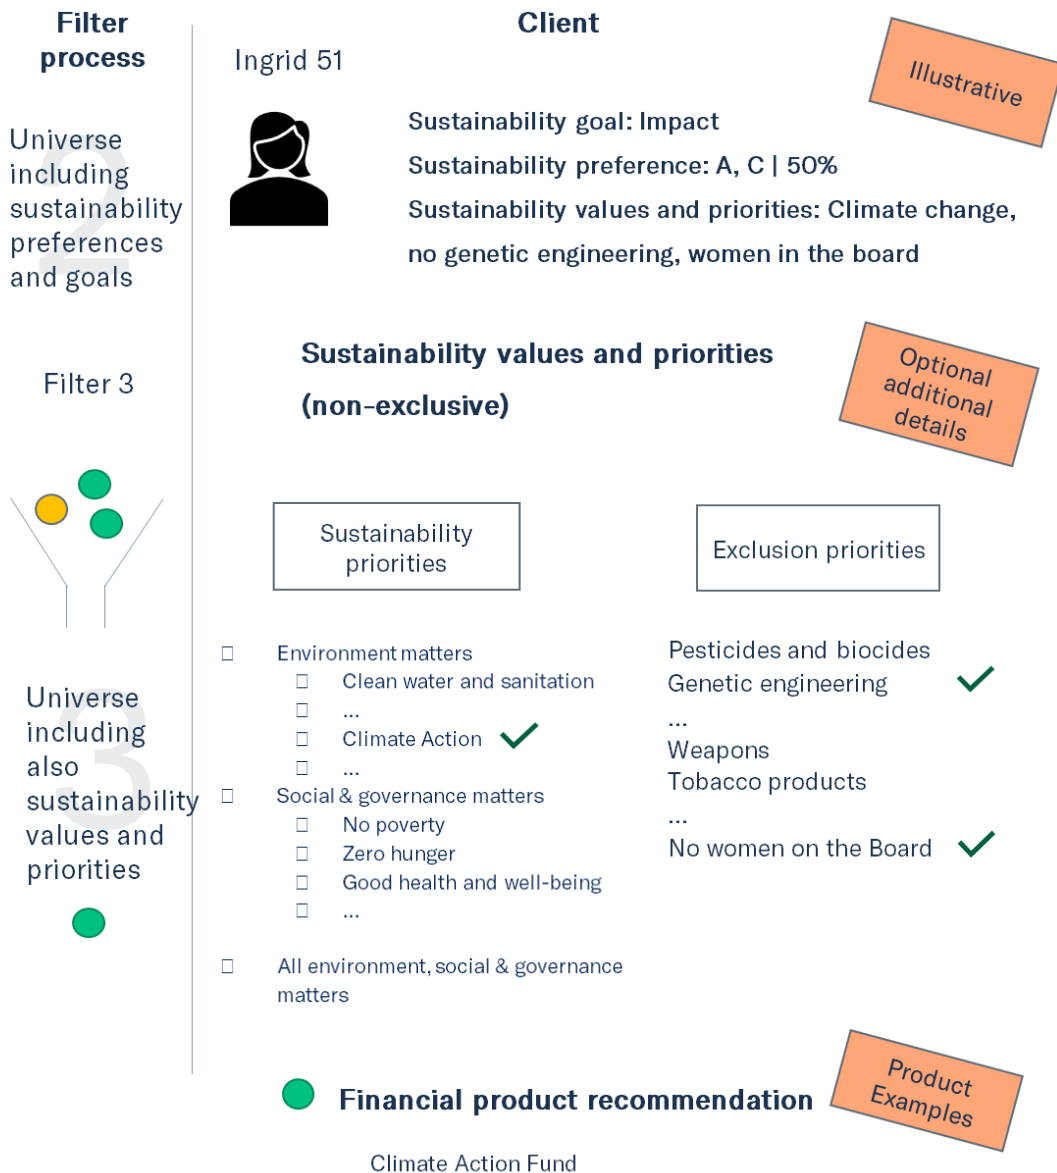 Filter
process
Client
Ingrid 51
Illustrative
2
Universe
including
sustainability
preferences
and goals
Sustainability goal: Impact
Sustainability preference: A, C | 50%
Sustainability values and priorities: Climate change,
no genetic engineering, women in the board
Filter 3
Sustainability values and priorities
(non-exclusive)
Optional
additional
details
Sustainability
priorities
Exclusion priorities
3
Universe
including
also
sustainability
values and
priorities
Environment matters
Clean water and sanitation
...
Climate Action
...
Social & governance matters
No poverty
Zero hunger
Good health and well-being
...
All environment, social & governance
matters
Pesticides and biocides
Genetic engineering
...
Weapons
Tobacco products
...
No women on the Board
Financial product recommendation
Product
Examples
Climate Action Fund